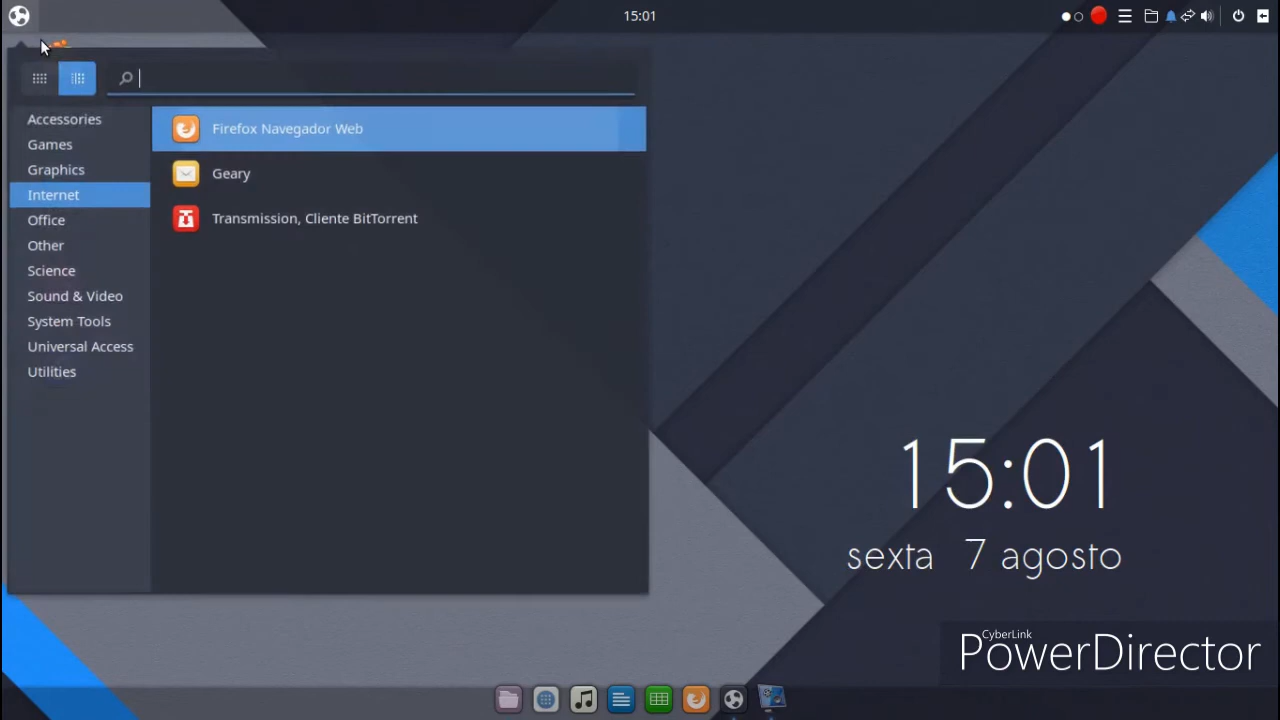 15:01
Accessories
Games
Graphics
Internet
Office
Other
Science
Sound & Video
System Tools
Universal Access
Utilities
Firefox Navegador Web
Geary
Transmission, Cliente BitTorrent
15:01
sexta 7 agosto
CyberLink
PowerDirector